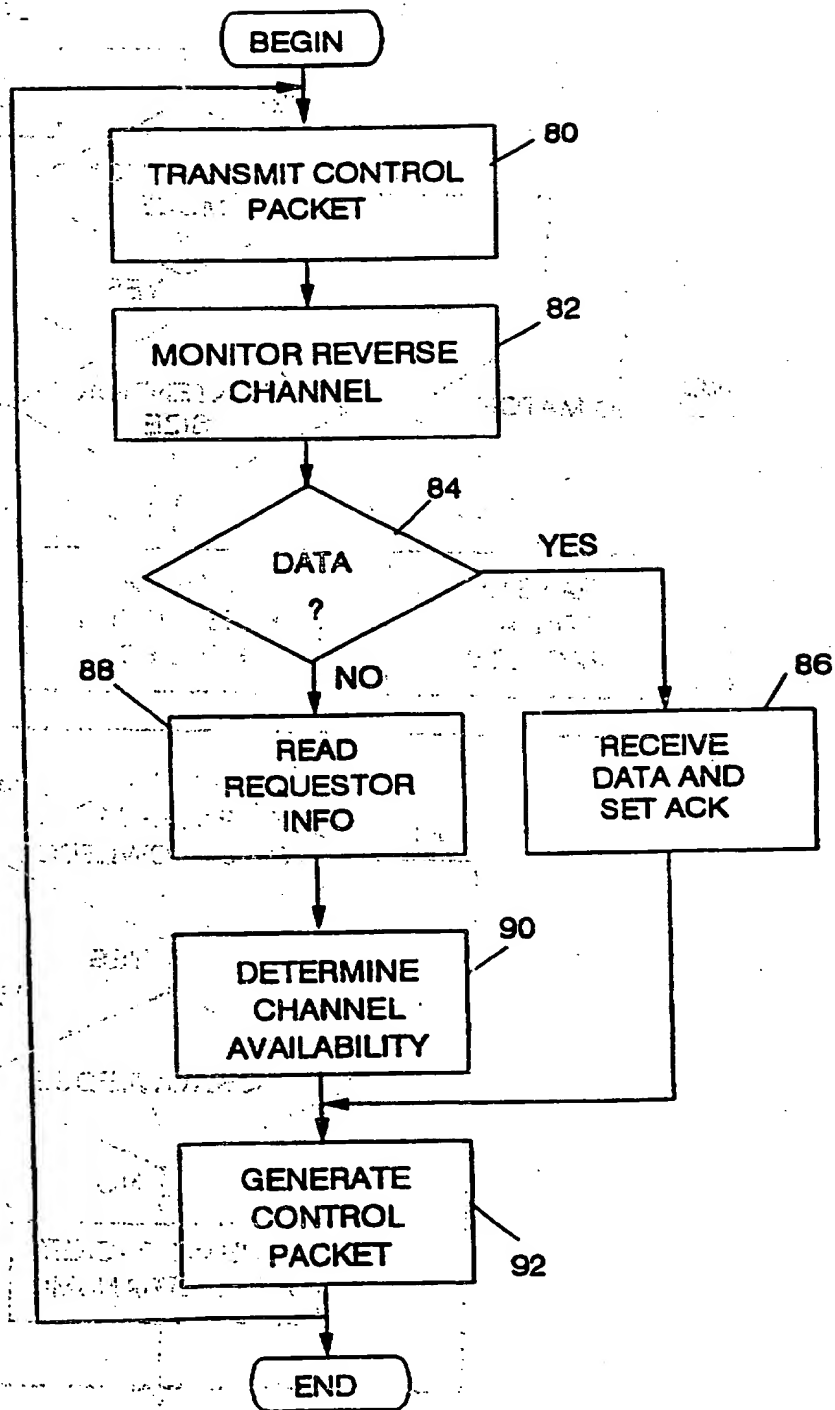 BEGIN
80
TRANSMIT CONTROL
PACKET
82
MONITOR REVERSE
CHANNEL
84
DATA
?
YES
NO
88
READ
REQUESTOR
INFO
86
RECEIVE
DATA AND
SET ACK
90
DETERMINE
CHANNEL
AVAILABILITY
GENERATE
CONTROL
PACKET
92
END